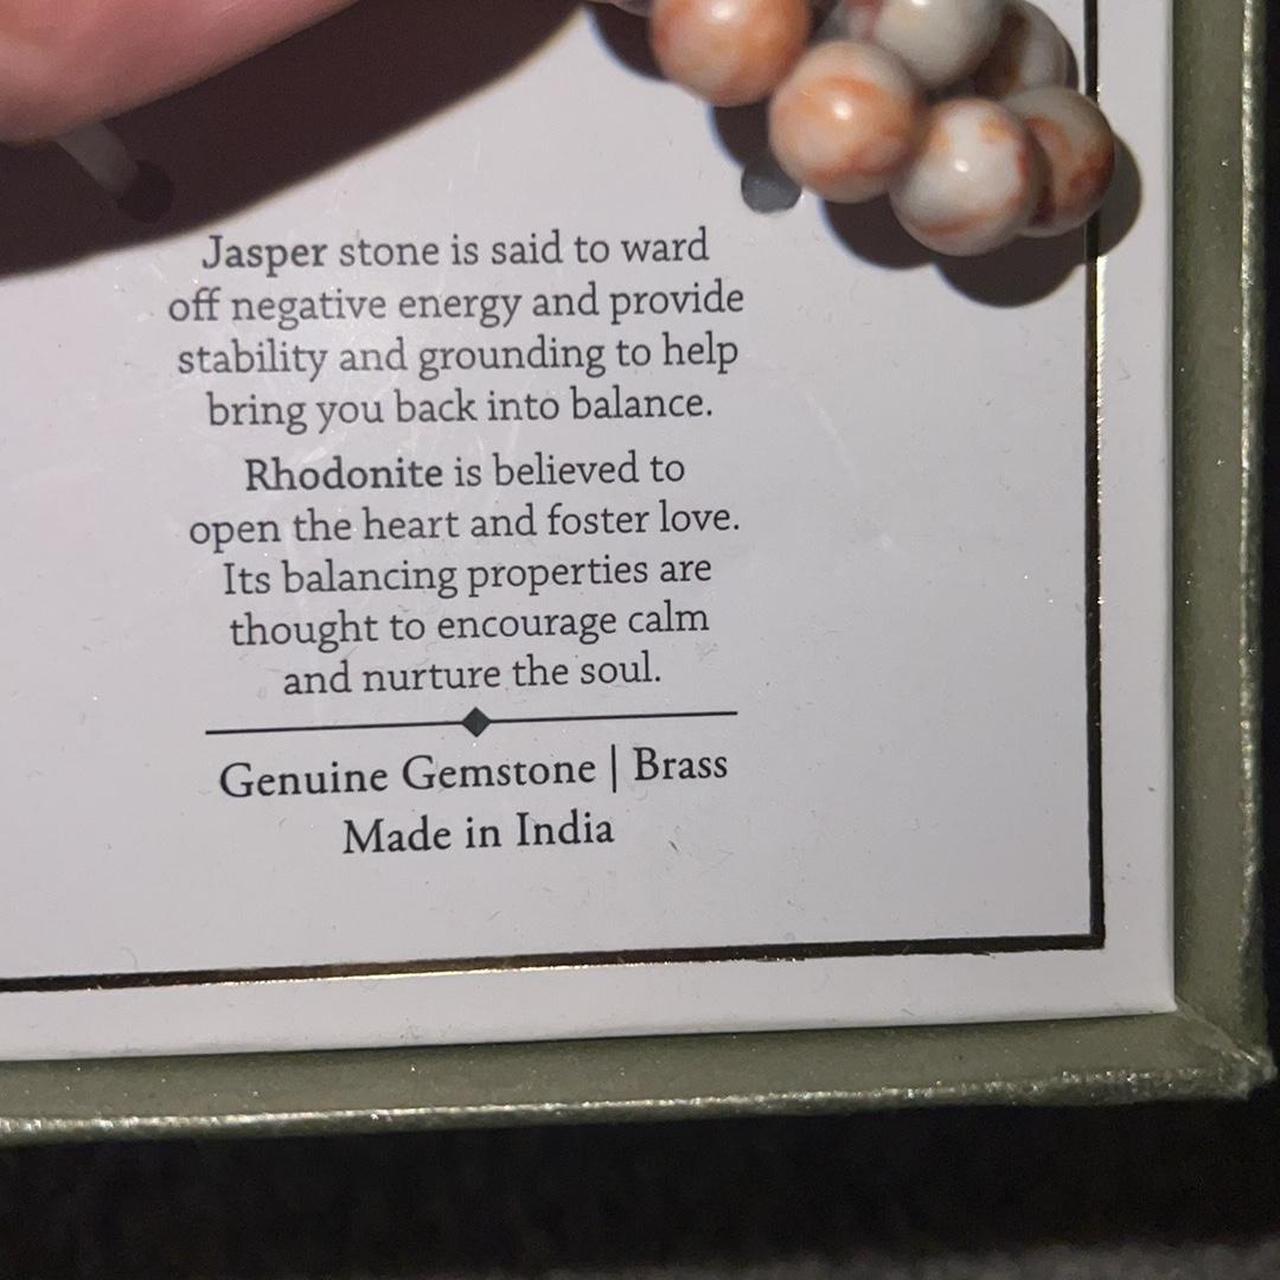 Jasper stone is said to ward
off negative energy and provide
stability and grounding to help
bring you back into balance.
Rhodonite is believed to
open the heart and foster love.
Its balancing properties are
thought to encourage calm
and nurture the soul.
Genuine Gemstone | Brass
Made in India